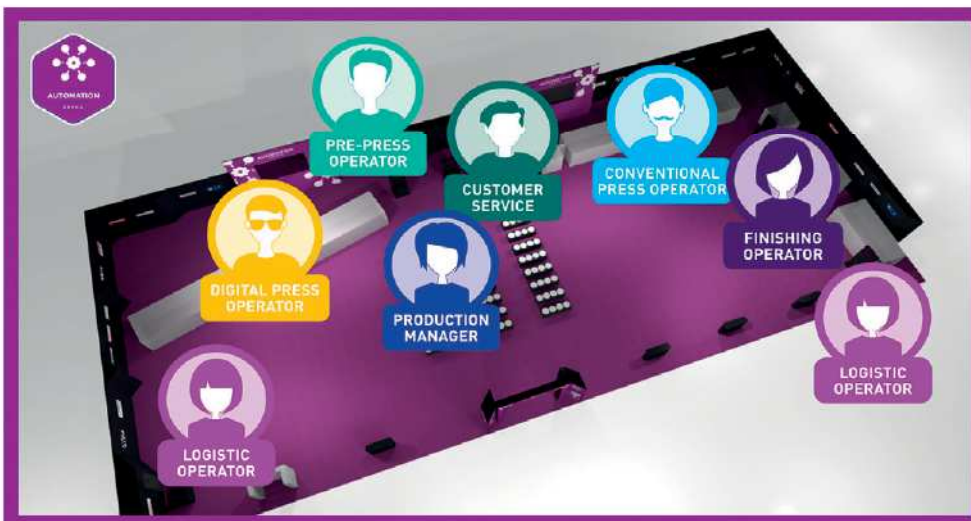 AUTOMATION
ARENA
PRE-PRESS
OPERATOR
CUSTOMER
SERVICE
CONVENTIONAL
PRESS OPERATOR
FINISHING
OPERATOR
DIGITAL PRESS
OPERATOR
PRODUCTION
MANAGER
LOGISTIC
OPERATOR
LOGISTIC
OPERATOR